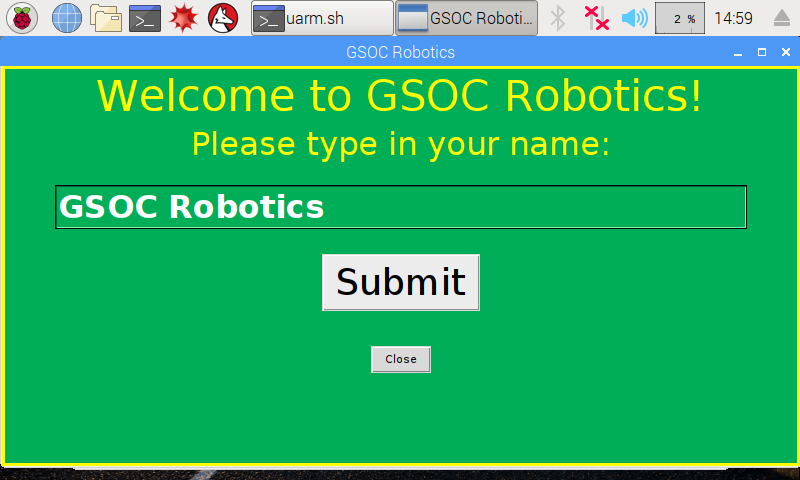 uarm.sh
GSOC Roboti...
2 %
14:59
GSOC Robotics
Welcome to GSOC Robotics!
Please type in your name:
GSOC Robotics
Submit
Close